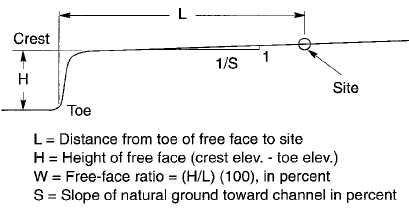 L
Crest
H
1/S
1
Site
Toe
L = Distance from toe of free face to site
H = Height of free face (crest elev. - toe elev.)
W = Free-face ratio = (H/L) (100), in percent
S = Slope of natural ground toward channel in percent